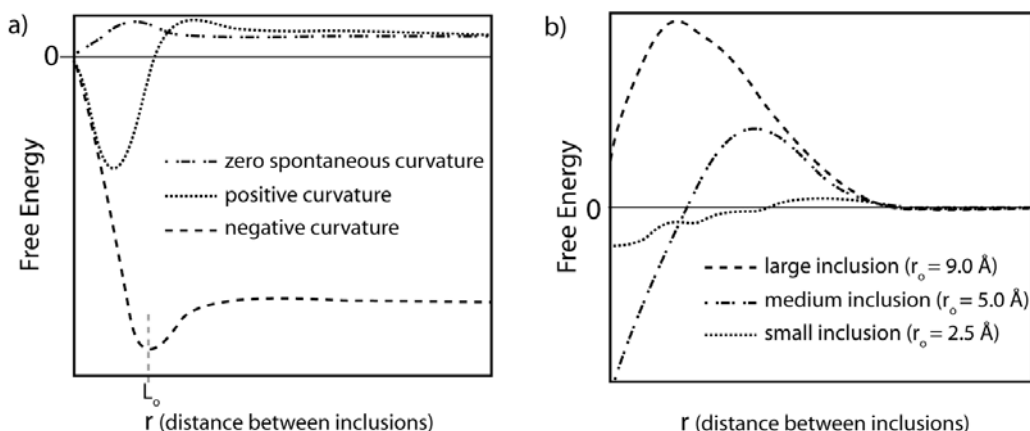 a)
0
Free Energy
zero spontaneous curvature
positive curvature
negative curvature
Lo
r (distance between inclusions)
b)
0
Free Energy
large inclusion (ro = 9.0 Å)
medium inclusion (ro = 5.0 Å)
small inclusion (ro = 2.5 Å)
r (distance between inclusions)